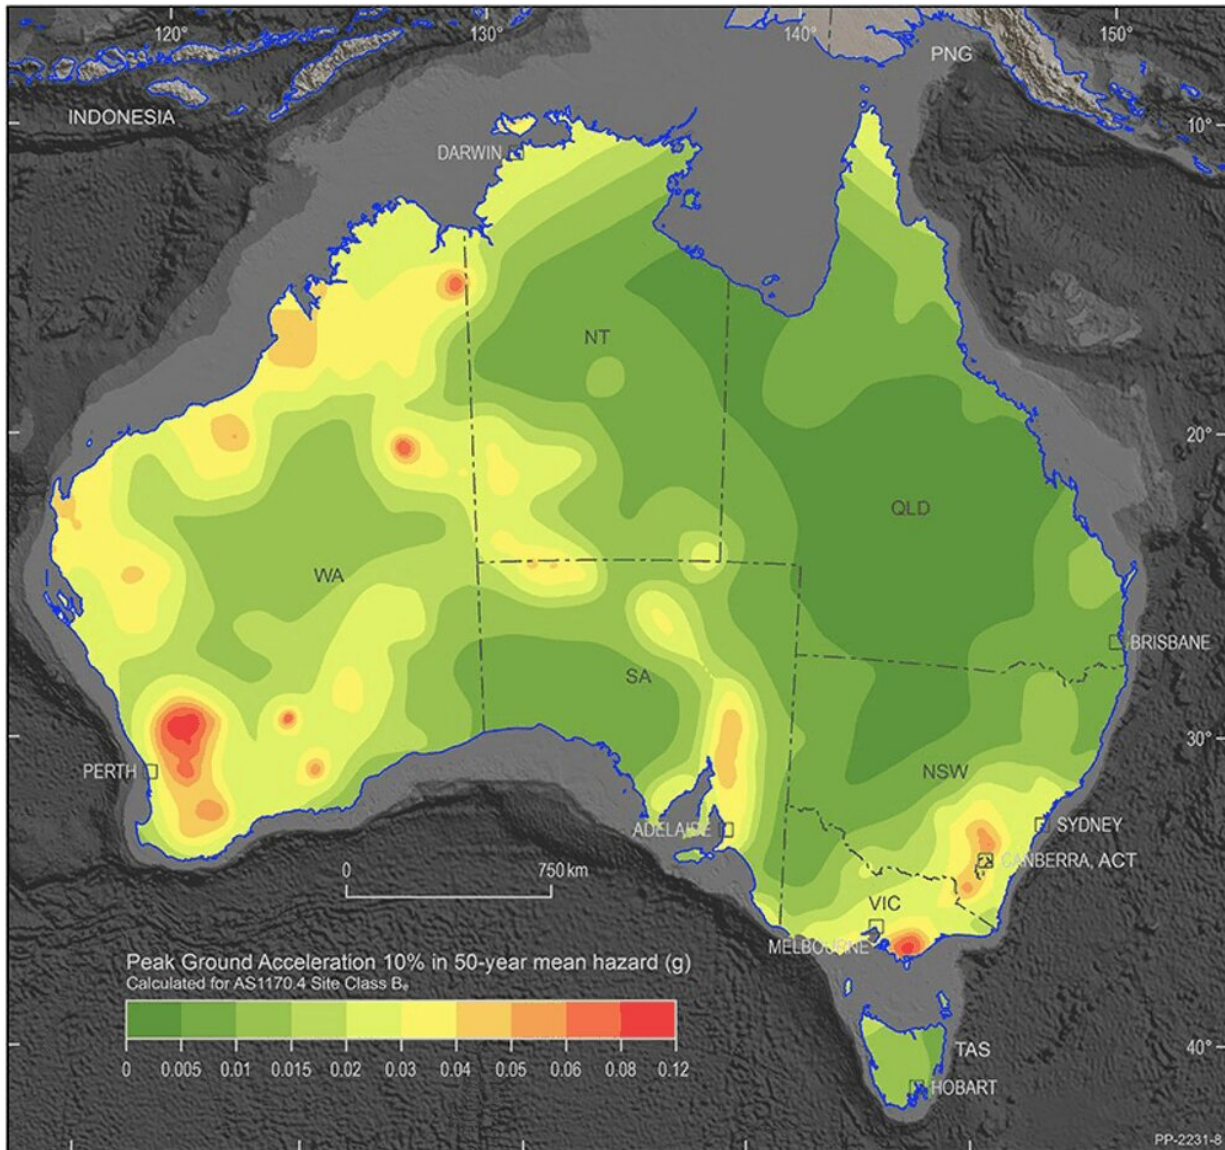 120°
130°
140°
150°
PNG
INDONESIA
10°
DARWIN
NT
20°
QLD
WA
BRISBANE
SA
30°
PERTH
NSW
ADELAIDE
SYDNEY
0
750 km
CANBERRA, ACT
VIC
MELBOURNE
Peak Ground Acceleration 10% in 50-year mean hazard (g)
Calculated for AS1170.4 Site Class Bₑ
0 0.005 0.01 0.015 0.02 0.03 0.04 0.05 0.06 0.08 0.12
40°
TAS
HOBART
PP-2231-8